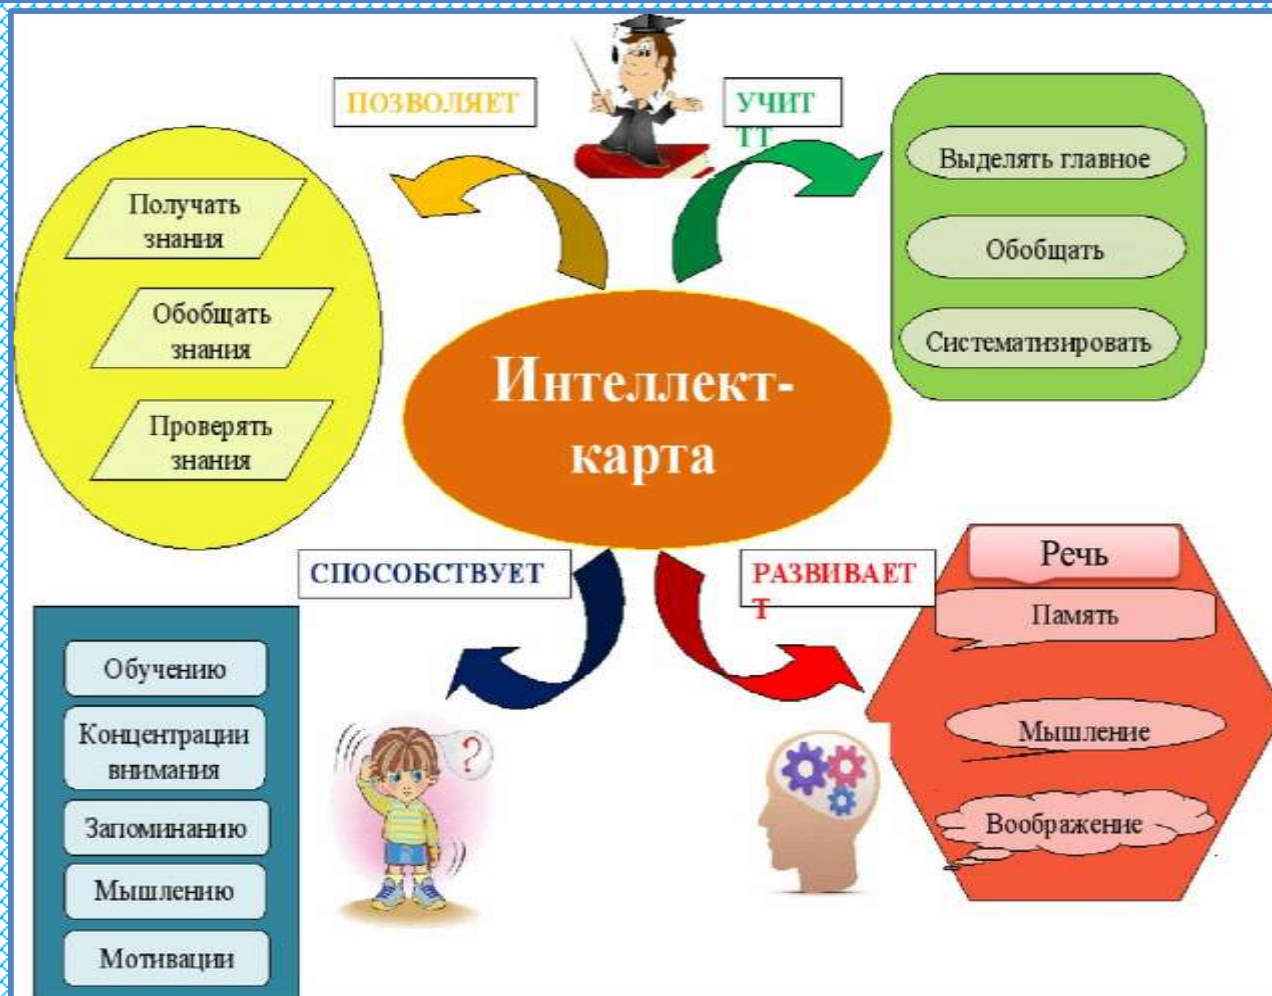 ПОЗВОЛЯЕТ
Получать
знания
Обобщать
знания
Проверять
знания
УЧИТ
ТТ
Выделять главное
Обобщать
Систематизировать
Интеллект-
карта
СПОСОБСТВУЕТ
Обучению
Концентрации
внимания
Запоминанию
Мышлению
Мотивации
?
РАЗВИВАЕТ
Т
Речь
Память
Мышление
Воображение